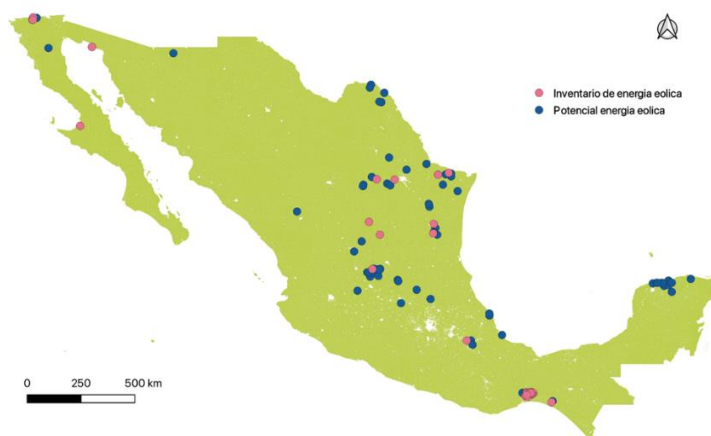 Inventario de energia eolica
Potencial energia eolica
0 250 500 km